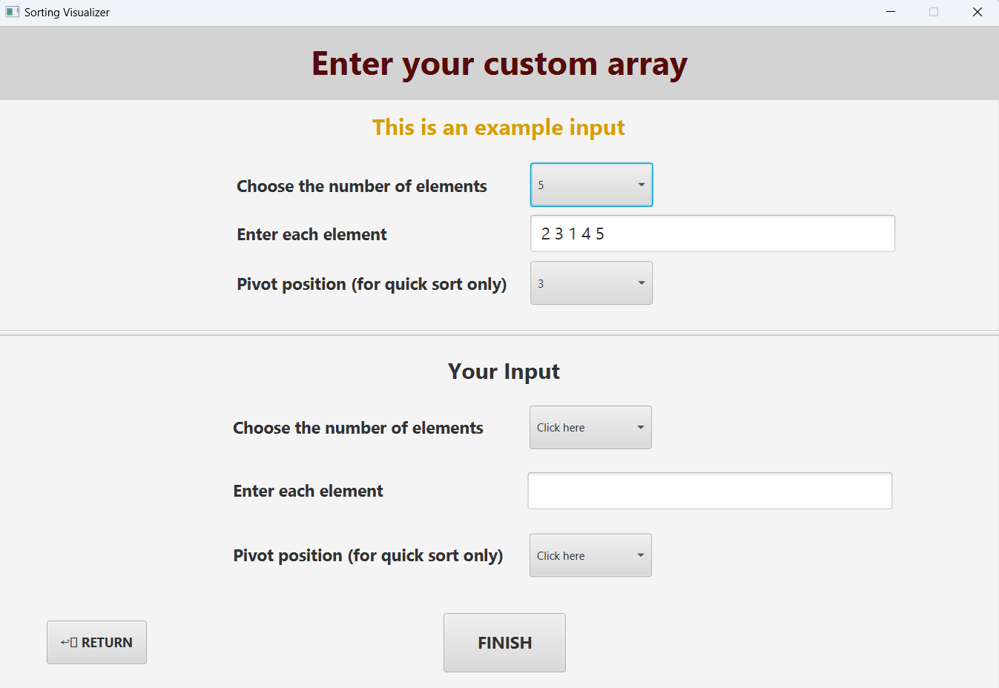 Sorting Visualizer
Enter your custom array
This is an example input
Choose the number of elements 5
Enter each element 2 3 1 4 5
Pivot position (for quick sort only) 3
Your Input
Choose the number of elements Click here
Enter each element
Pivot position (for quick sort only) Click here
↩ RETURN FINISH